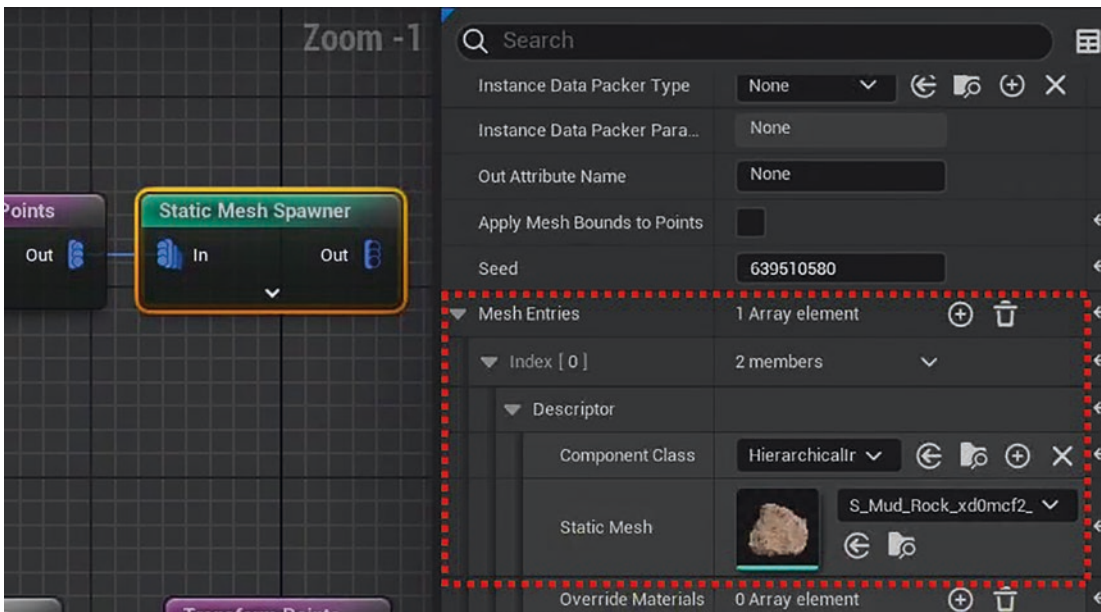 Zoom -1
Search
Instance Data Packer Type None
Instance Data Packer Para... None
Out Attribute Name None
Apply Mesh Bounds to Points
Seed 639510580
Mesh Entries 1 Array element
Index [ 0 ] 2 members
Descriptor
Component Class HierarchicalIr
Static Mesh S_Mud_Rock_xd0mcf2_
Override Materials 0 Array element
Points
Out
Static Mesh Spawner
In Out
Transform Points